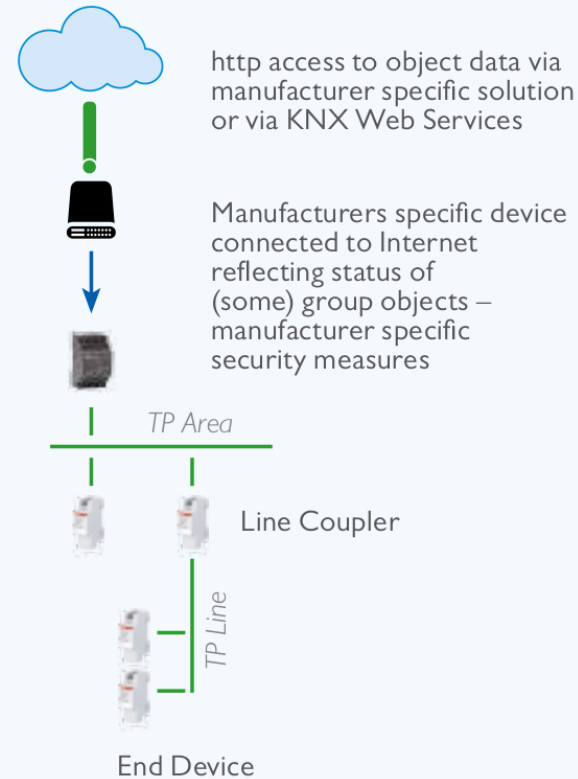 http access to object data via
manufacturer specific solution
or via KNX Web Services
Manufacturers specific device
connected to Internet
reflecting status of
(some) group objects –
manufacturer specific
security measures
TP Area
Line Coupler
TP Line
End Device